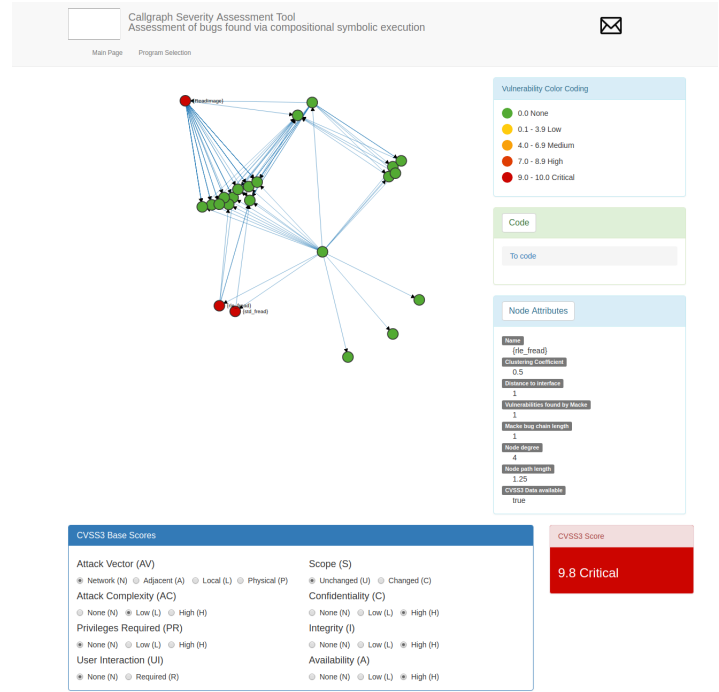 Callgraph Severity Assessment Tool
Assessment of bugs found via compositional symbolic execution
Main Page Program Selection
Vulnerability Color Coding
0.0 None
0.1 - 3.9 Low
4.0 - 6.9 Medium
7.0 - 8.9 High
9.0 - 10.0 Critical
Code
To code
Node Attributes
Name
{rle_fread}
Clustering Coefficient
0.5
Distance to interface
1
Vulnerabilities found by Macke
1
Macke bug chain length
1
Node degree
4
Node path length
1.25
CVSS3 Data available
true
{std_fread}
CVSS3 Base Scores
Attack Vector (AV)
Network (N) Adjacent (A) Local (L) Physical (P)
Attack Complexity (AC)
None (N) Low (L) High (H)
Privileges Required (PR)
None (N) Low (L) High (H)
User Interaction (UI)
None (N) Required (R)
Scope (S)
Unchanged (U) Changed (C)
Confidentiality (C)
None (N) Low (L) High (H)
Integrity (I)
None (N) Low (L) High (H)
Availability (A)
None (N) Low (L) High (H)
CVSS3 Score
9.8 Critical